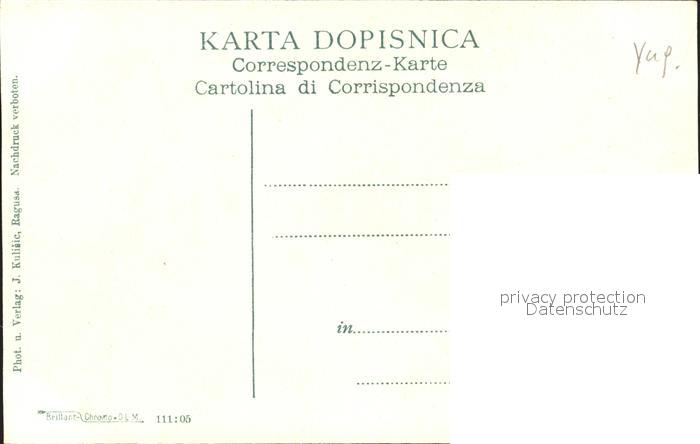 KARTA DOPISNICA
Correspondenz-Karte
Cartolina di Corrispondenza
Yug.
Phot. u. Verlag: J. Kulišic, Ragusa. Nachdruck verboten.
in
privacy protection
Datenschutz
Brillant-Chromo-D.L.M. 111:05